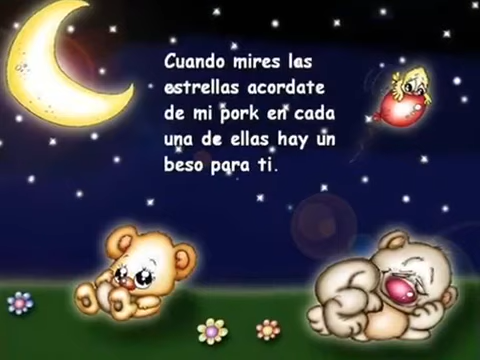 Cuando mires las
estrellas acordate
de mi pork en cada
una de ellas hay un
beso para ti.